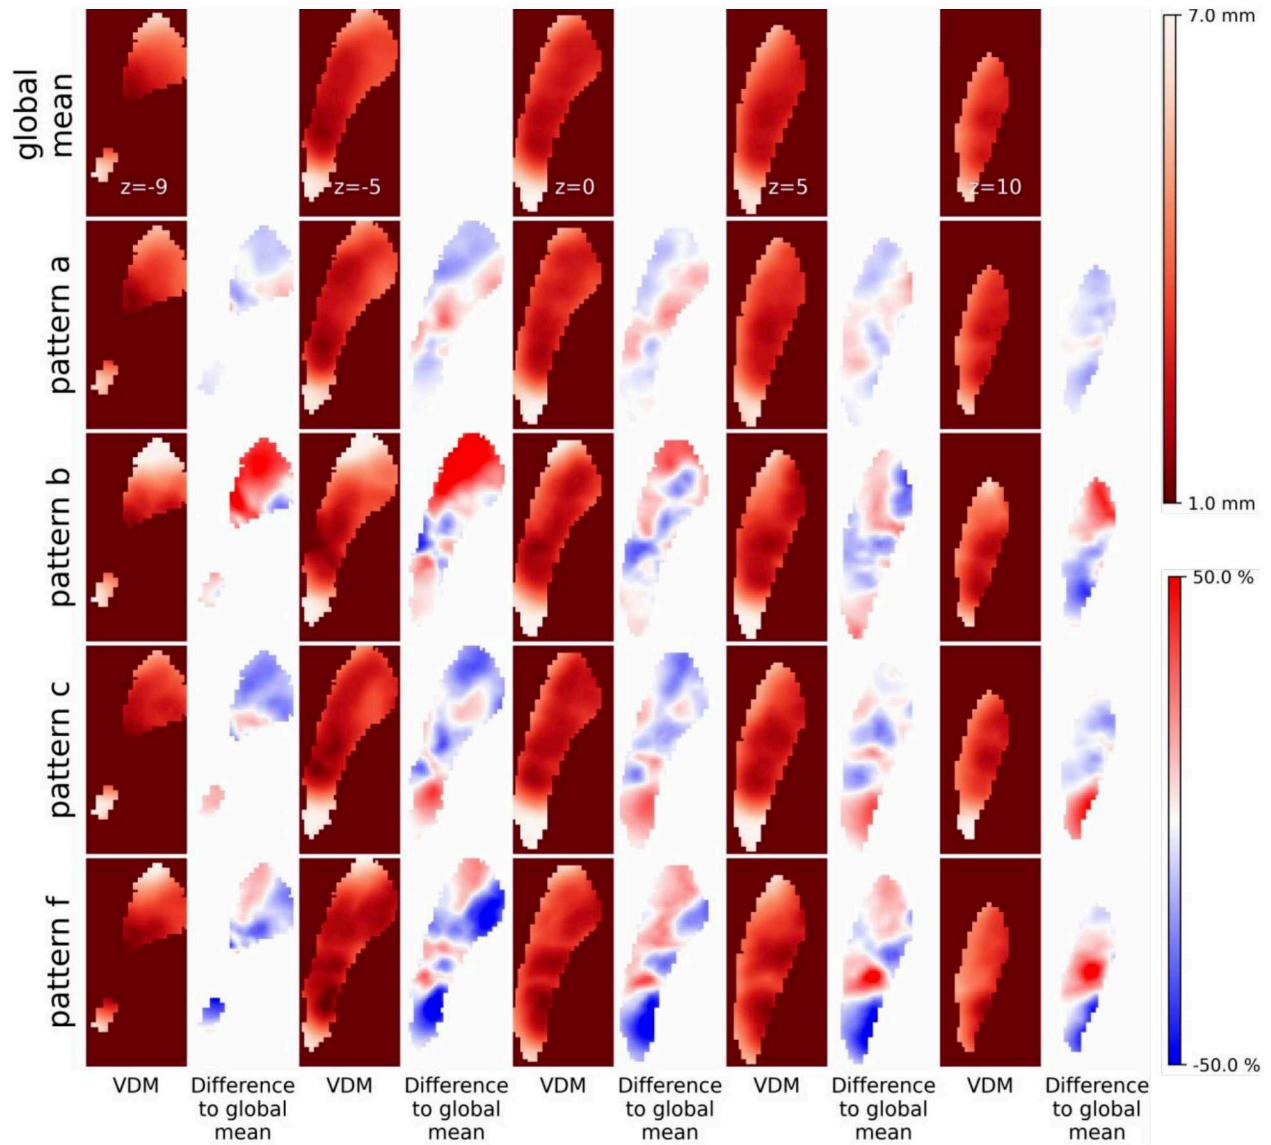 global
mean
z=-9
z=-5
z=0
z=5
z=10
7.0 mm
1.0 mm
pattern a
pattern b
50.0 %
-50.0 %
pattern c
pattern f
VDM
Difference
to global
mean
VDM
Difference
to global
mean
VDM
Difference
to global
mean
VDM
Difference
to global
mean
VDM
Difference
to global
mean